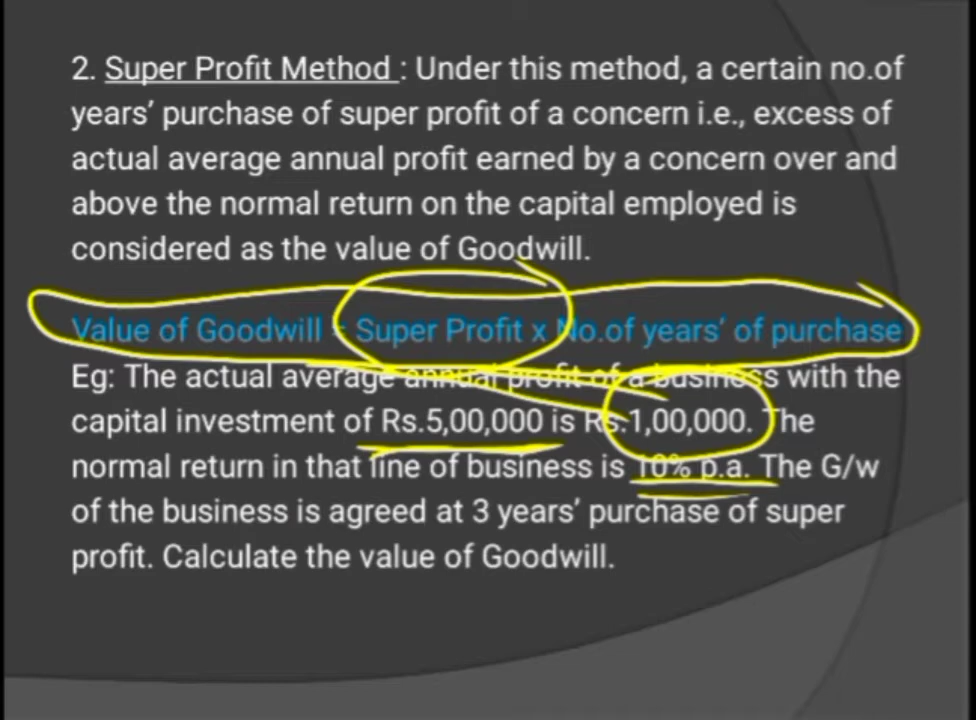 2. Super Profit Method : Under this method, a certain no.of
years’ purchase of super profit of a concern i.e., excess of
actual average annual profit earned by a concern over and
above the normal return on the capital employed is
considered as the value of Goodwill.
Value of Goodwill = Super Profit x No.of years’ of purchase
Eg: The actual average annual profit of a business with the
capital investment of Rs.5,00,000 is Rs.1,00,000. The
normal return in that line of business is 10% p.a. The G/w
of the business is agreed at 3 years’ purchase of super
profit. Calculate the value of Goodwill.